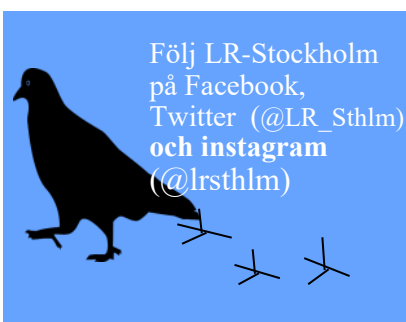 Följ LR-Stockholm
på Facebook,
Twitter (@LR_Sthlm)
och instagram
(@lrsthlm)